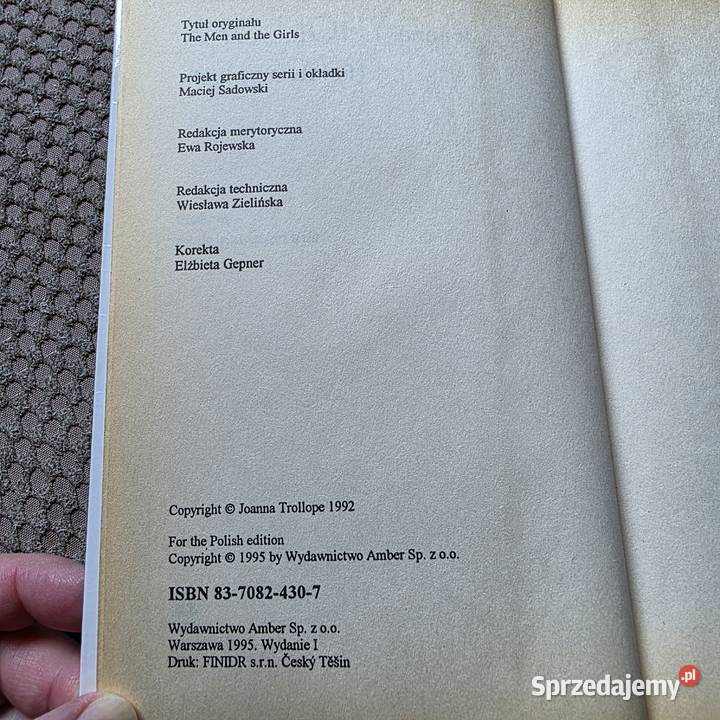 Tytuł oryginału
The Men and the Girls
Projekt graficzny serii i okładki
Maciej Sadowski
Redakcja merytoryczna
Ewa Rojewska
Redakcja techniczna
Wiesława Zielińska
Korekta
Elżbieta Gepner
Copyright © Joanna Trollope 1992
For the Polish edition
Copyright © 1995 by Wydawnictwo Amber Sp. z o.o.
ISBN 83-7082-430-7
Wydawnictwo Amber Sp. z o.o.
Warszawa 1995. Wydanie I
Druk: FINIDR s.r.n. Český Těšin
Sprzedajemy.pl